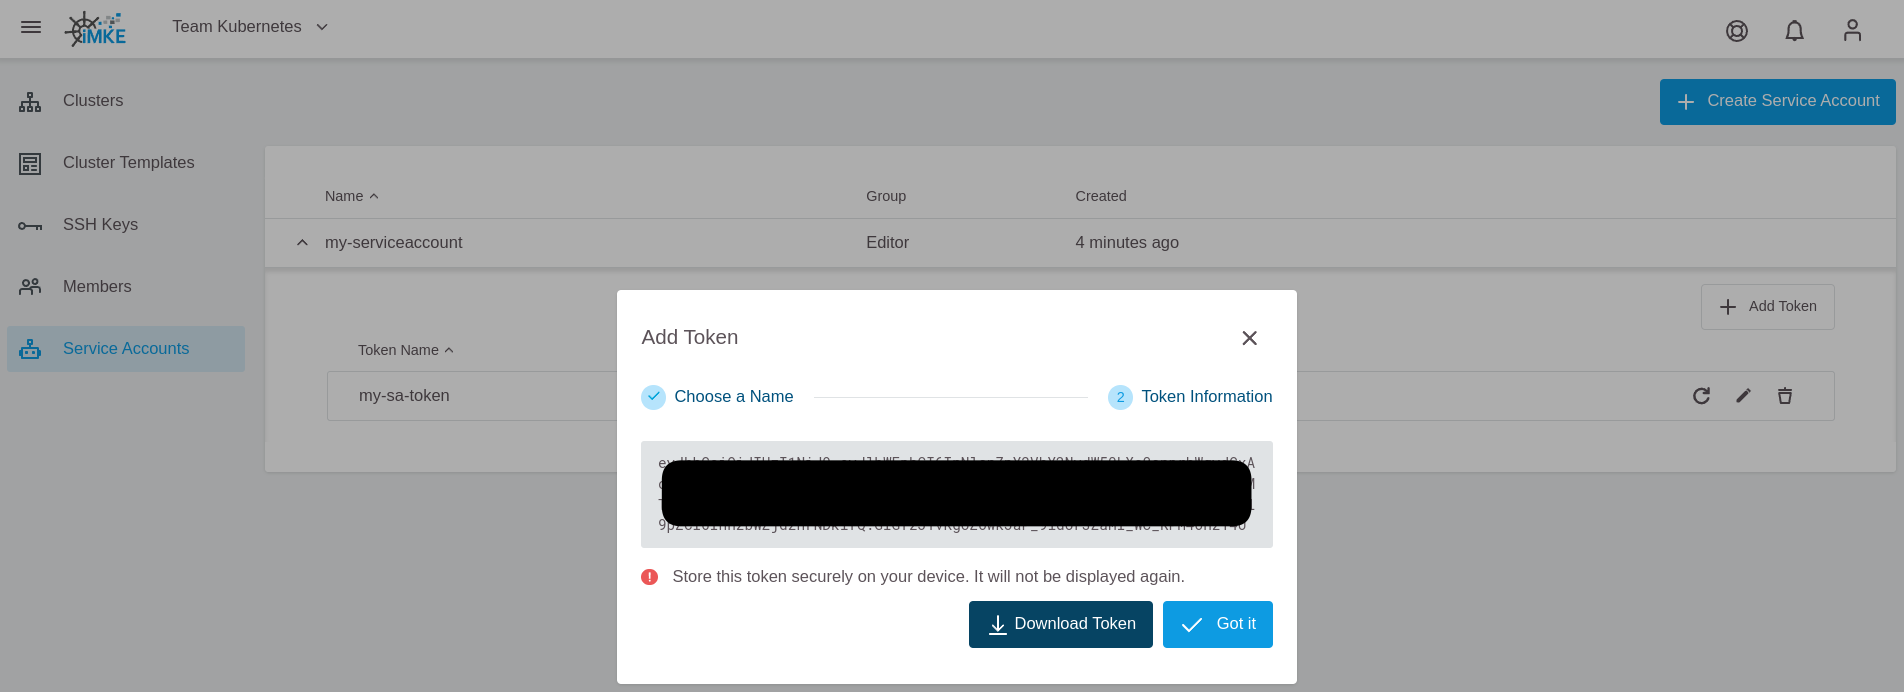 iMKE
Team Kubernetes
Clusters
Create Service Account
Cluster Templates
Name
Group
Created
SSH Keys
my-serviceaccount
Editor
4 minutes ago
Members
Add Token
Service Accounts
Token Name
my-sa-token
Add Token
Choose a Name
2 Token Information
Store this token securely on your device. It will not be displayed again.
Download Token
Got it